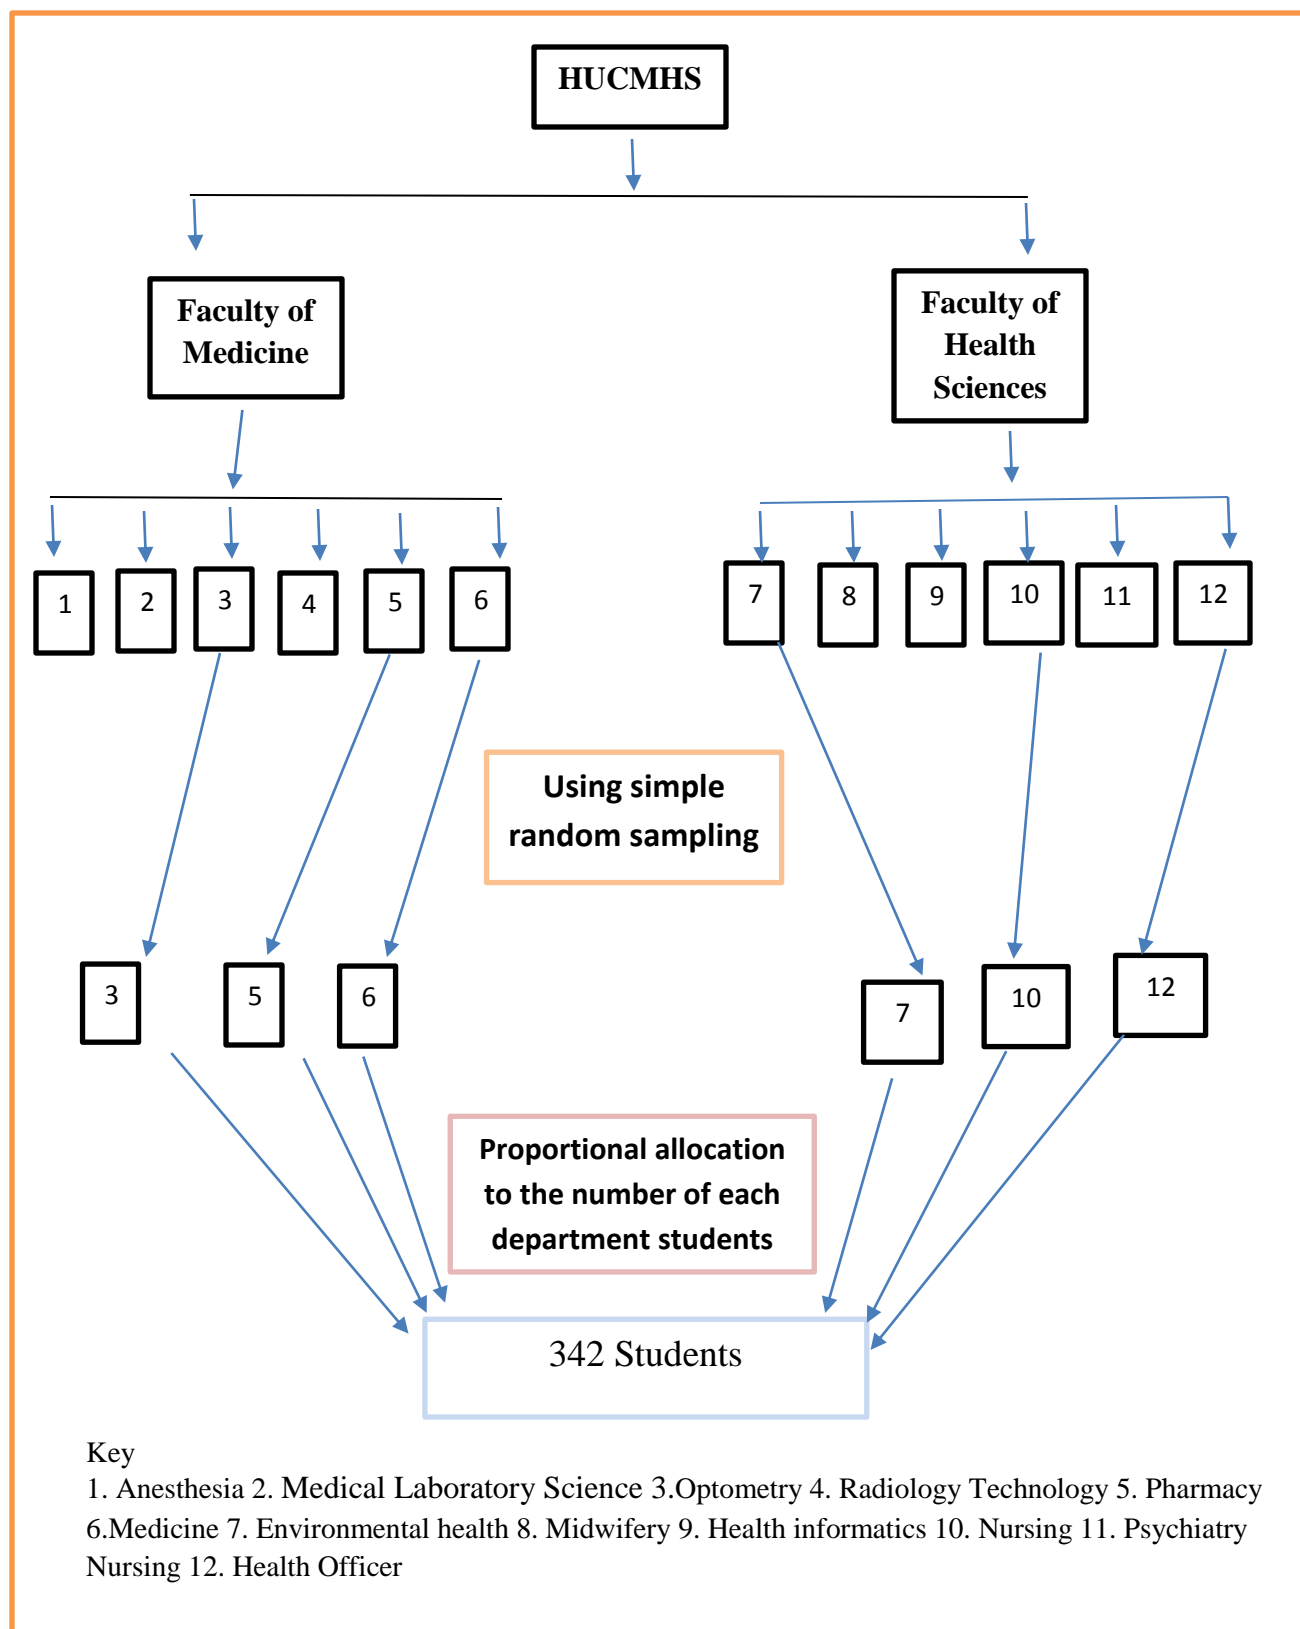 HUCMHS
Faculty of
Medicine
Faculty of
Health
Sciences
1
2
3
4
5
6
7
8
9
10
11
12
Using simple
random sampling
3
5
6
7
10
12
Proportional allocation
to the number of each
department students
342 Students
Key
1. Anesthesia 2. Medical Laboratory Science 3.Optometry 4. Radiology Technology 5. Pharmacy
6.Medicine 7. Environmental health 8. Midwifery 9. Health informatics 10. Nursing 11. Psychiatry
Nursing 12. Health Officer